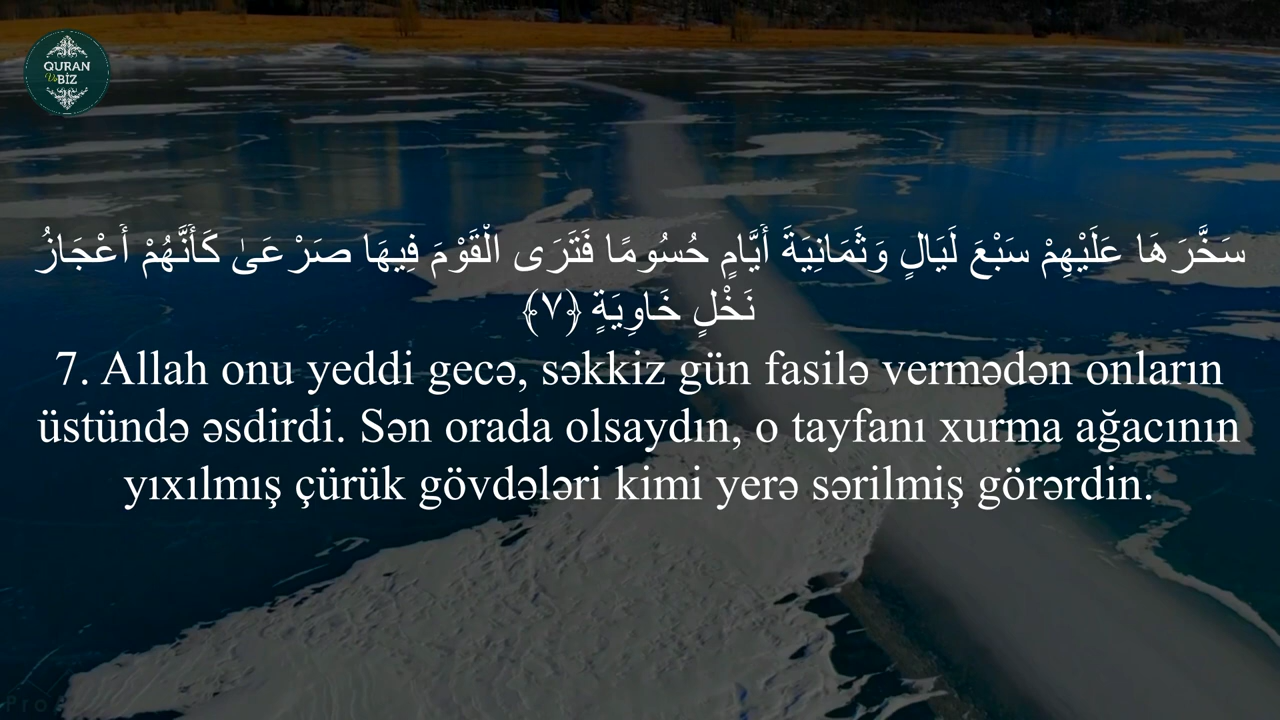 QURAN
Və
BİZ
سَخَّرَهَا عَلَيْهِمْ سَبْعَ لَيَالٍ وَثَمَانِيَةَ أَيَّامٍ حُسُومًا فَتَرَى الْقَوْمَ فِيهَا صَرْعَىٰ كَأَنَّهُمْ أَعْجَازُ
نَخْلٍ خَاوِيَةٍ ﴿٧﴾
7. Allah onu yeddi gecə, səkkiz gün fasilə vermədən onların
üstündə əsdirdi. Sən orada olsaydın, o tayfanı xurma ağacının
yıxılmış çürük gövdələri kimi yerə sərilmiş görərdin.